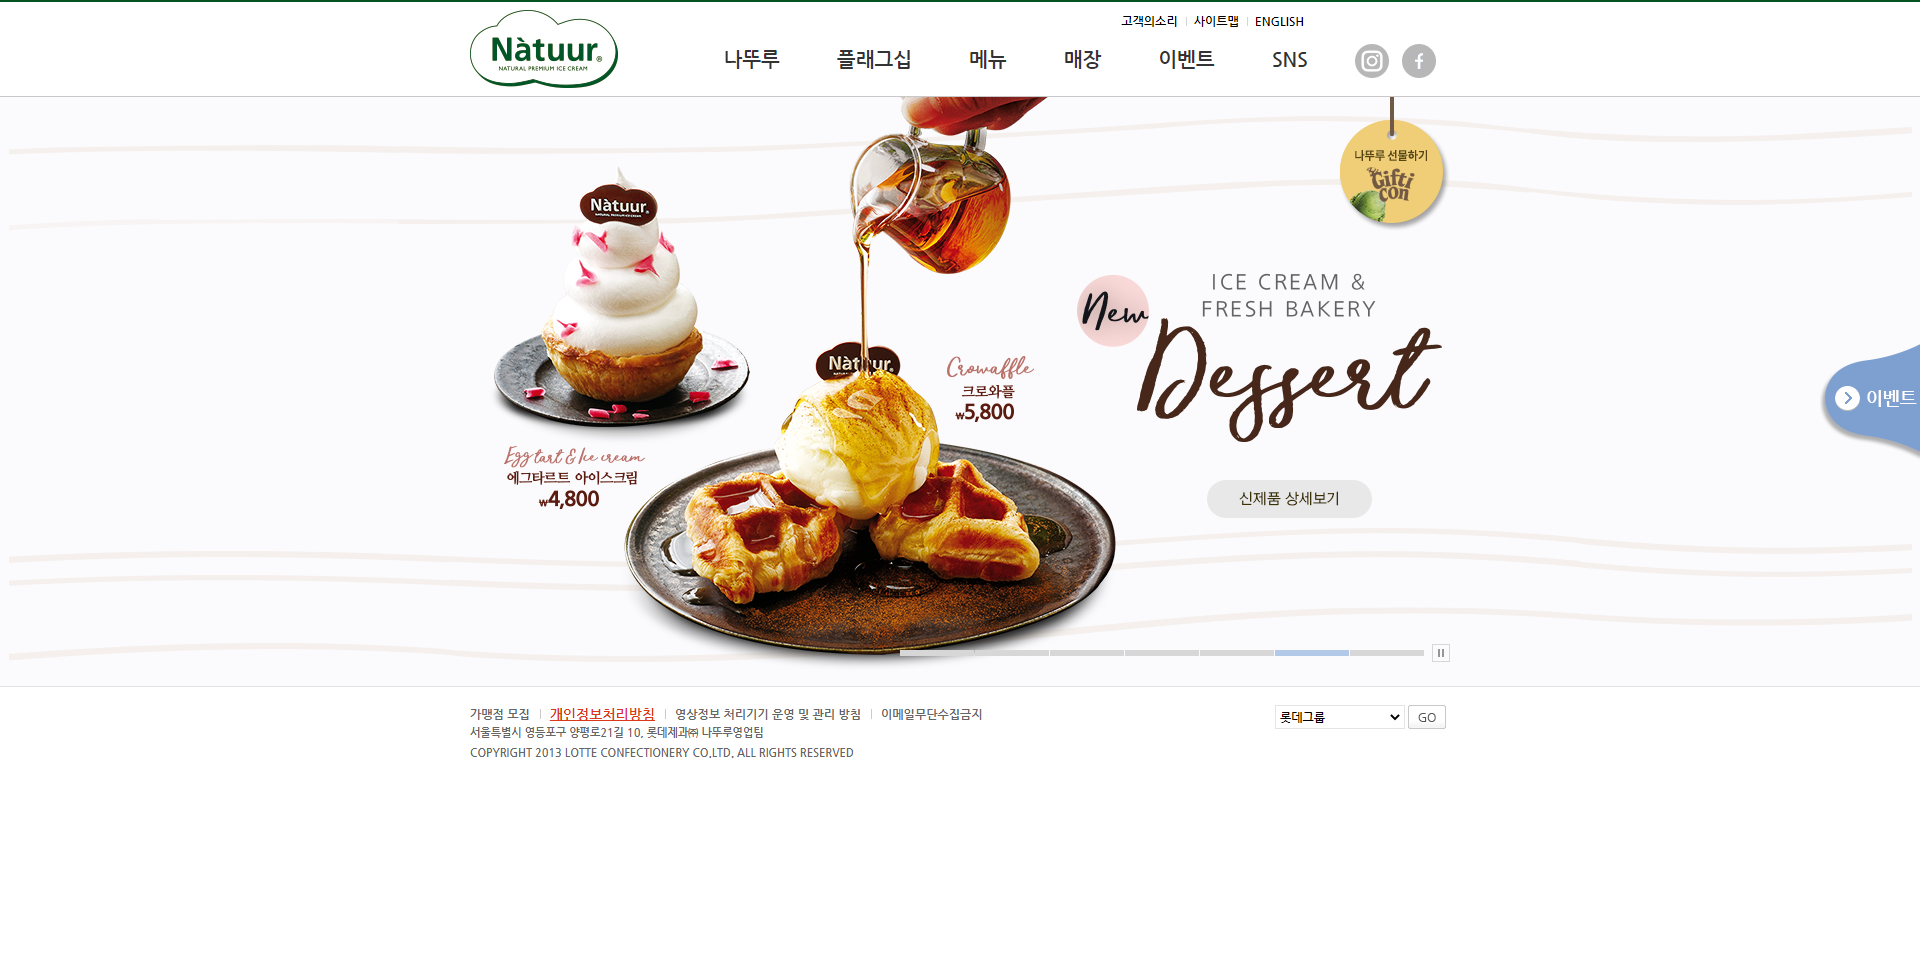 고객의소리
사이트맵
ENGLISH
Nàtuur®
NATURAL PREMIUM ICE CREAM
나뚜루
플래그십
메뉴
매장
이벤트
SNS
나뚜루 선물하기
Gifticon
Nàtuur®
NATURAL PREMIUM ICE CREAM
New
ICE CREAM &
FRESH BAKERY
Dessert
Nàtuur®
Crowaffle
크로와플
₩5,800
이벤트
Egg tart & Ice cream
에그타르트 아이스크림
₩4,800
신제품 상세보기
가맹점 모집
개인정보처리방침
영상정보 처리기기 운영 및 관리 방침
이메일무단수집금지
롯데그룹
GO
서울특별시 영등포구 양평로21길 10, 롯데제과㈜ 나뚜루영업팀
COPYRIGHT 2013 LOTTE CONFECTIONERY CO,LTD, ALL RIGHTS RESERVED